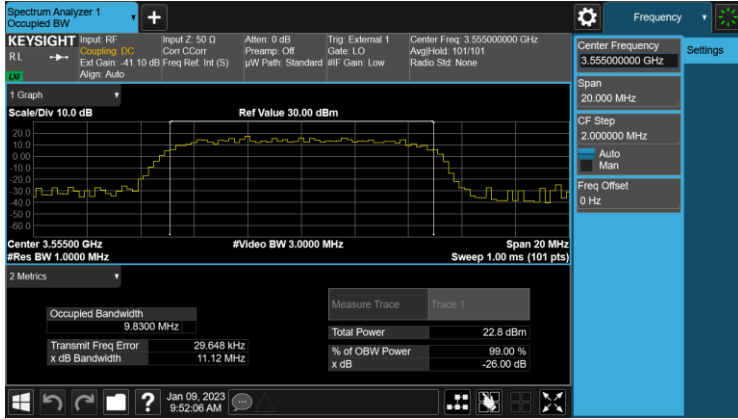 Spectrum Analyzer 1
Occupied BW
+
Frequency
KEYSIGHT
R L
Input: RF
Coupling: DC
Ext Gain: -41.10 dB
Align: Auto
Input Z: 50 Ω
Corr CCorr
Freq Ref: Int (S)
Atten: 0 dB
Preamp: Off
µW Path: Standard
Trig: External 1
Gate: LO
#IF Gain: Low
Center Freq: 3.555000000 GHz
Avg|Hold: 101/101
Radio Std: None
Center Frequency
3.555000000 GHz
Settings
Span
20.000 MHz
CF Step
2.000000 MHz
Auto
Man
Freq Offset
0 Hz
1 Graph
Scale/Div 10.0 dB
Ref Value 30.00 dBm
20.0
10.0
0.00
-10.0
-20.0
-30.0
-40.0
-50.0
-60.0
Center 3.55500 GHz
#Video BW 3.0000 MHz
Span 20 MHz
#Res BW 1.0000 MHz
Sweep 1.00 ms (101 pts)
2 Metrics
Occupied Bandwidth
9.8300 MHz
Transmit Freq Error 29.648 kHz
x dB Bandwidth 11.12 MHz
Measure Trace Trace 1
Total Power 22.8 dBm
% of OBW Power 99.00 %
x dB -26.00 dB
?
Jan 09, 2023
9:52:06 AM